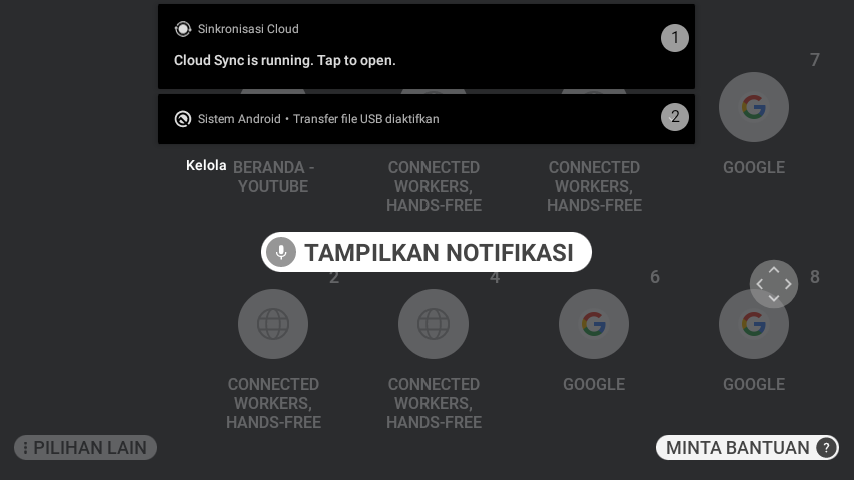 Sinkronisasi Cloud
1
Cloud Sync is running. Tap to open.
7
Sistem Android • Transfer file USB diaktifkan
2
Kelola
BERANDA -
YOUTUBE
CONNECTED
WORKERS,
HANDS-FREE
CONNECTED
WORKERS,
HANDS-FREE
GOOGLE
TAMPILKAN NOTIFIKASI
2
4
6
8
CONNECTED
WORKERS,
HANDS-FREE
CONNECTED
WORKERS,
HANDS-FREE
GOOGLE
GOOGLE
PILIHAN LAIN
MINTA BANTUAN ?